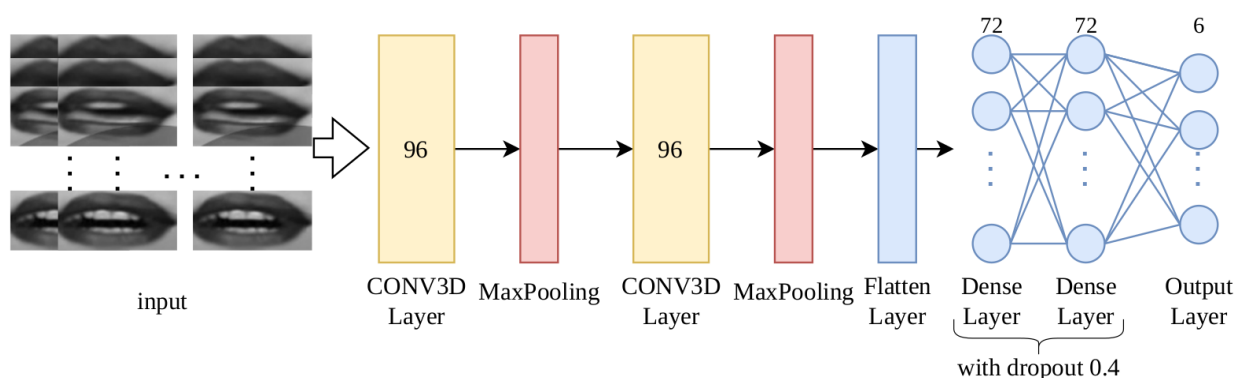 72 72 6
96 96
CONV3D
Layer
MaxPooling
CONV3D
Layer
MaxPooling
Flatten
Layer
Dense
Layer
Dense
Layer
Output
Layer
input
with dropout 0.4